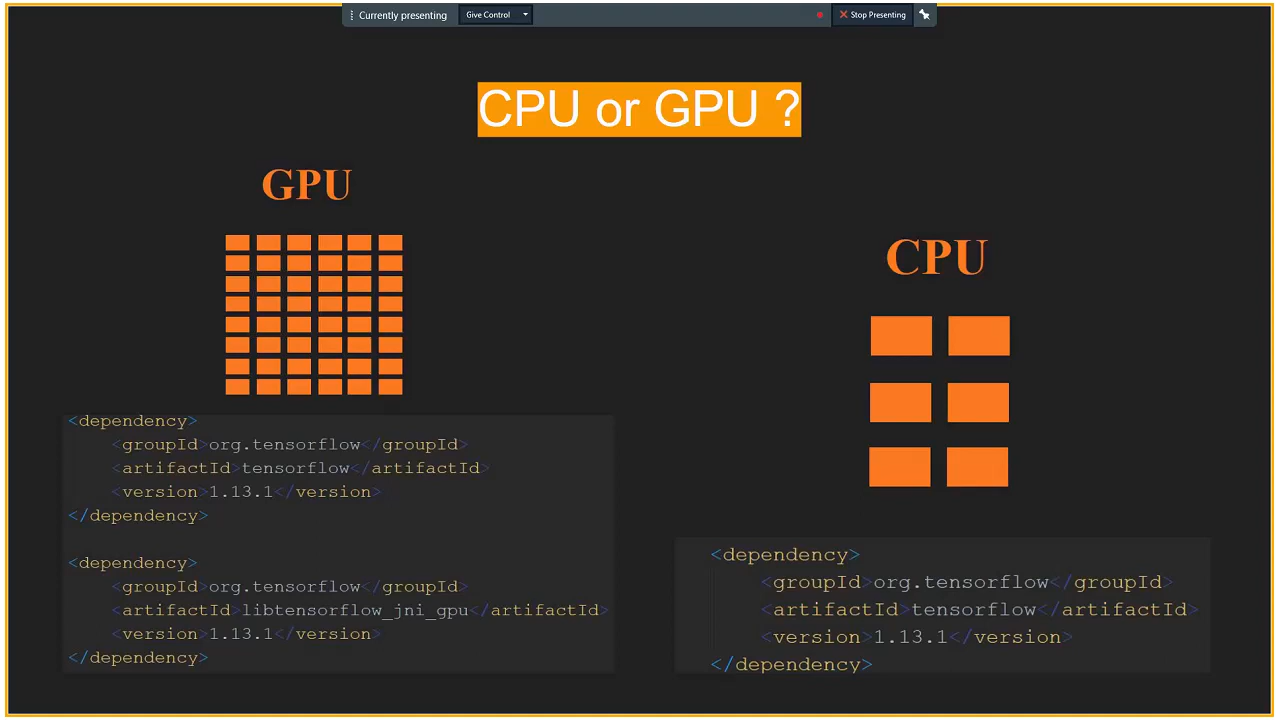 Currently presenting
Give Control
Stop Presenting
CPU or GPU ?
GPU
<dependency>
<groupId>org.tensorflow</groupId>
<artifactId>tensorflow</artifactId>
<version>1.13.1</version>
</dependency>
<dependency>
<groupId>org.tensorflow</groupId>
<artifactId>libtensorflow_jni_gpu</artifactId>
<version>1.13.1</version>
</dependency>
CPU
<dependency>
<groupId>org.tensorflow</groupId>
<artifactId>tensorflow</artifactId>
<version>1.13.1</version>
</dependency>